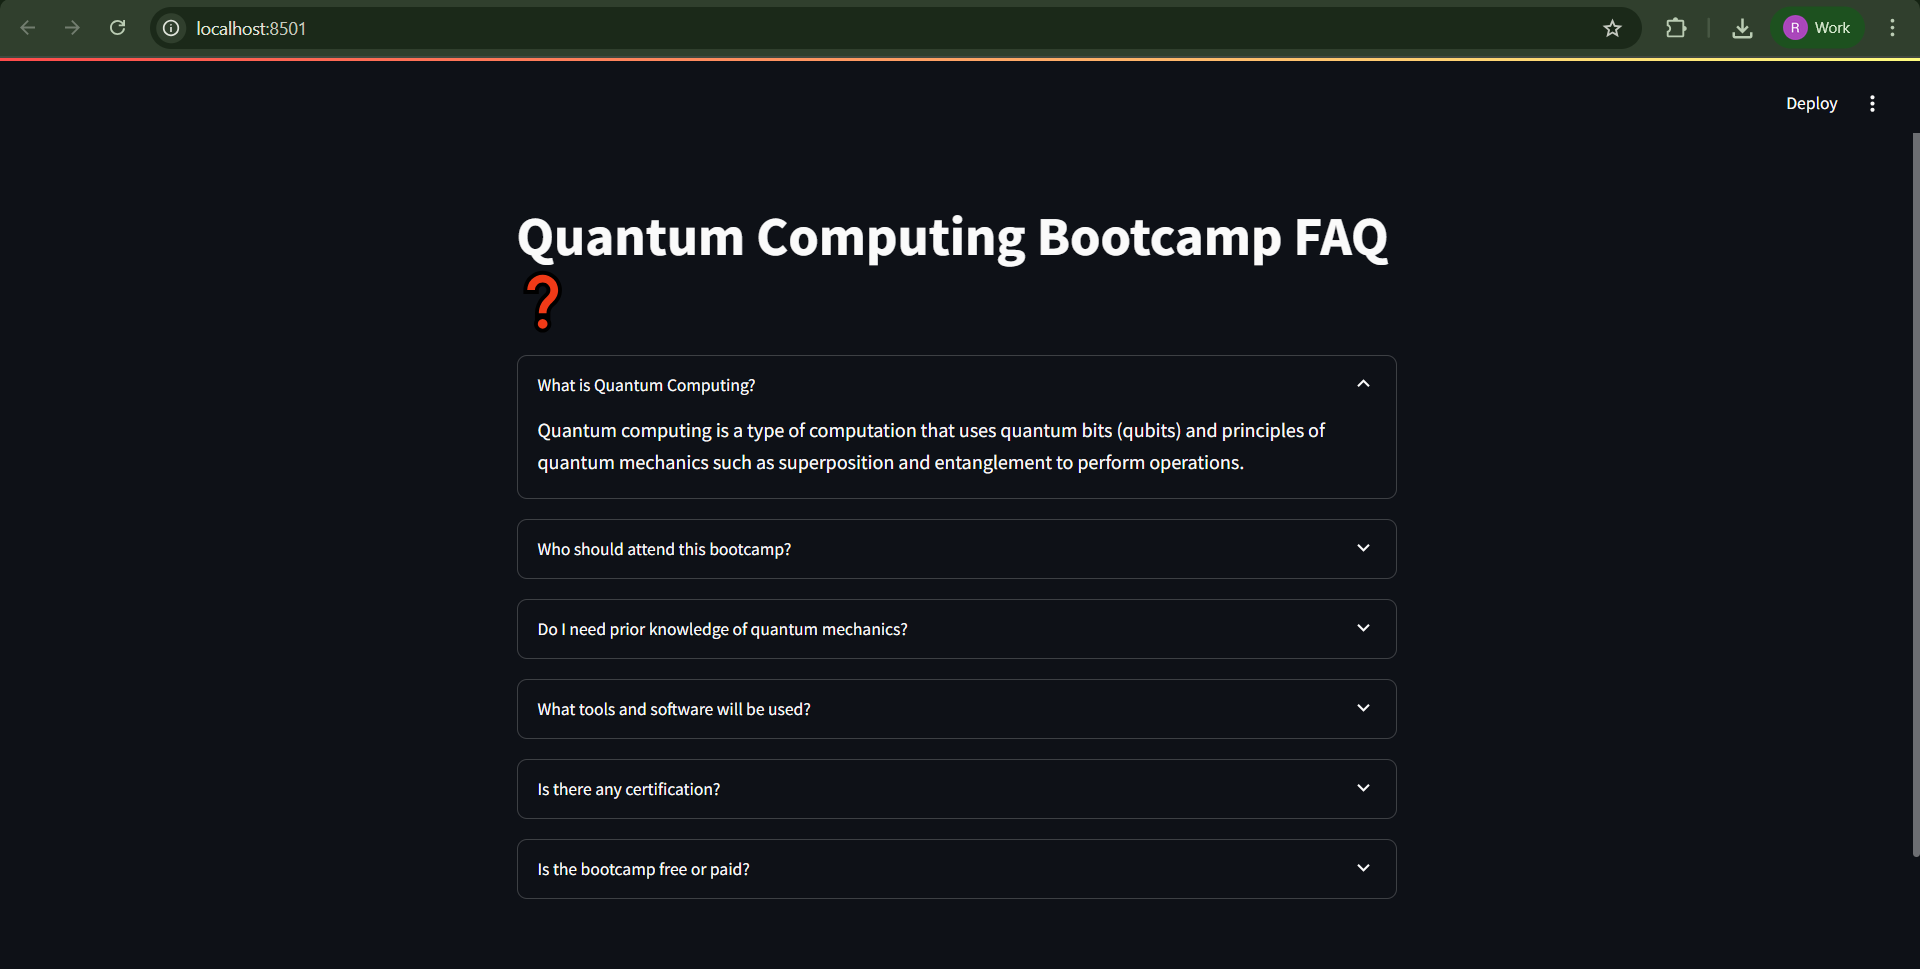 localhost:8501
R Work
Deploy
Quantum Computing Bootcamp FAQ
❓
What is Quantum Computing?
Quantum computing is a type of computation that uses quantum bits (qubits) and principles of
quantum mechanics such as superposition and entanglement to perform operations.
Who should attend this bootcamp?
Do I need prior knowledge of quantum mechanics?
What tools and software will be used?
Is there any certification?
Is the bootcamp free or paid?